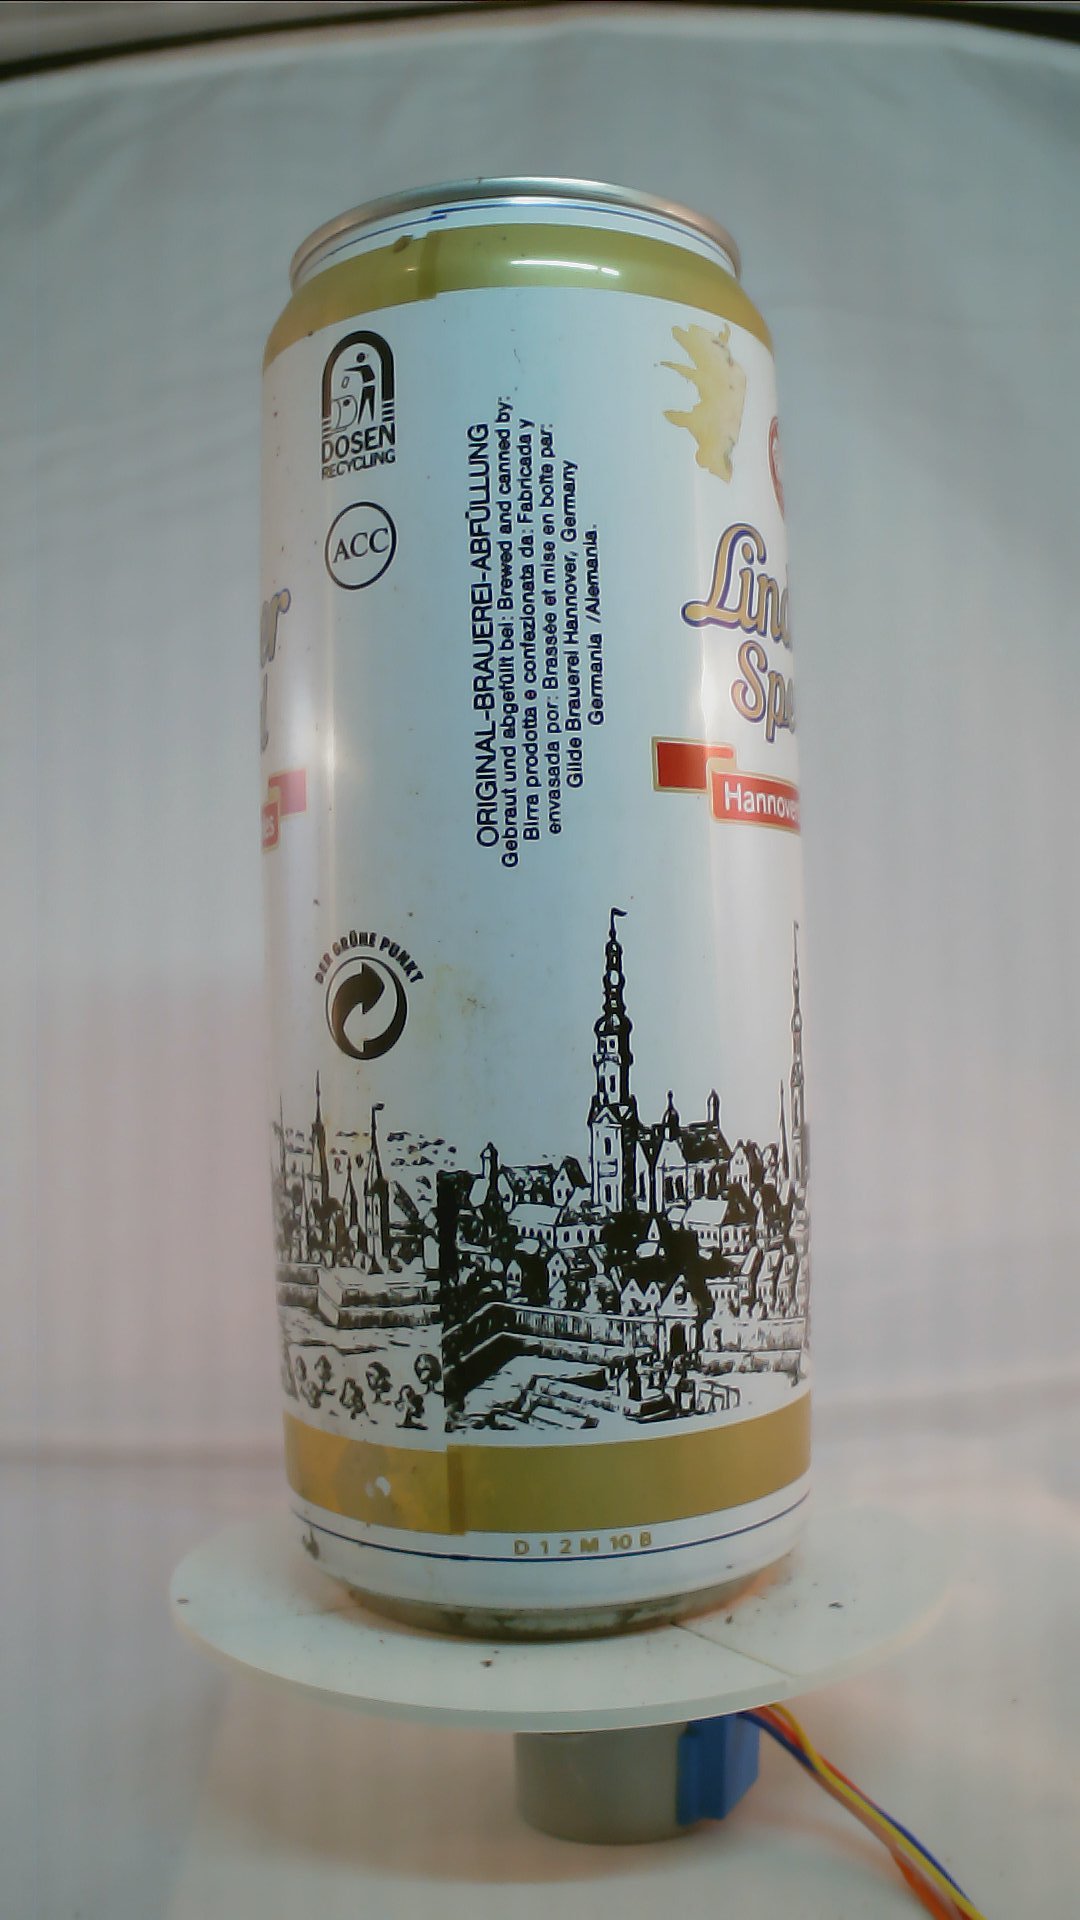 DOSEN
RECYCLING
ACC
ORIGINAL-BRAUEREI-ABFÜLLUNG
Gebraut und abgefüllt bei: Brewed and canned by:
Birra prodotta e confezionata da: Fabricada y
envasada por: Brassée et mise en boîte par:
Gilde Brauerei Hannover, Germany
Germania /Alemania.
DER GRÜNE PUNKT
D 1 2 M 10 B